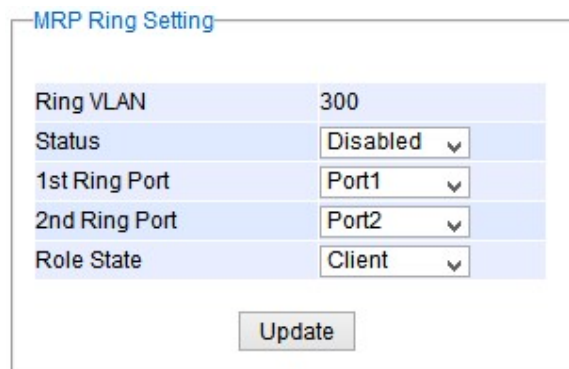 MRP Ring Setting
Ring VLAN 300
Status Disabled
1st Ring Port Port1
2nd Ring Port Port2
Role State Client
Update